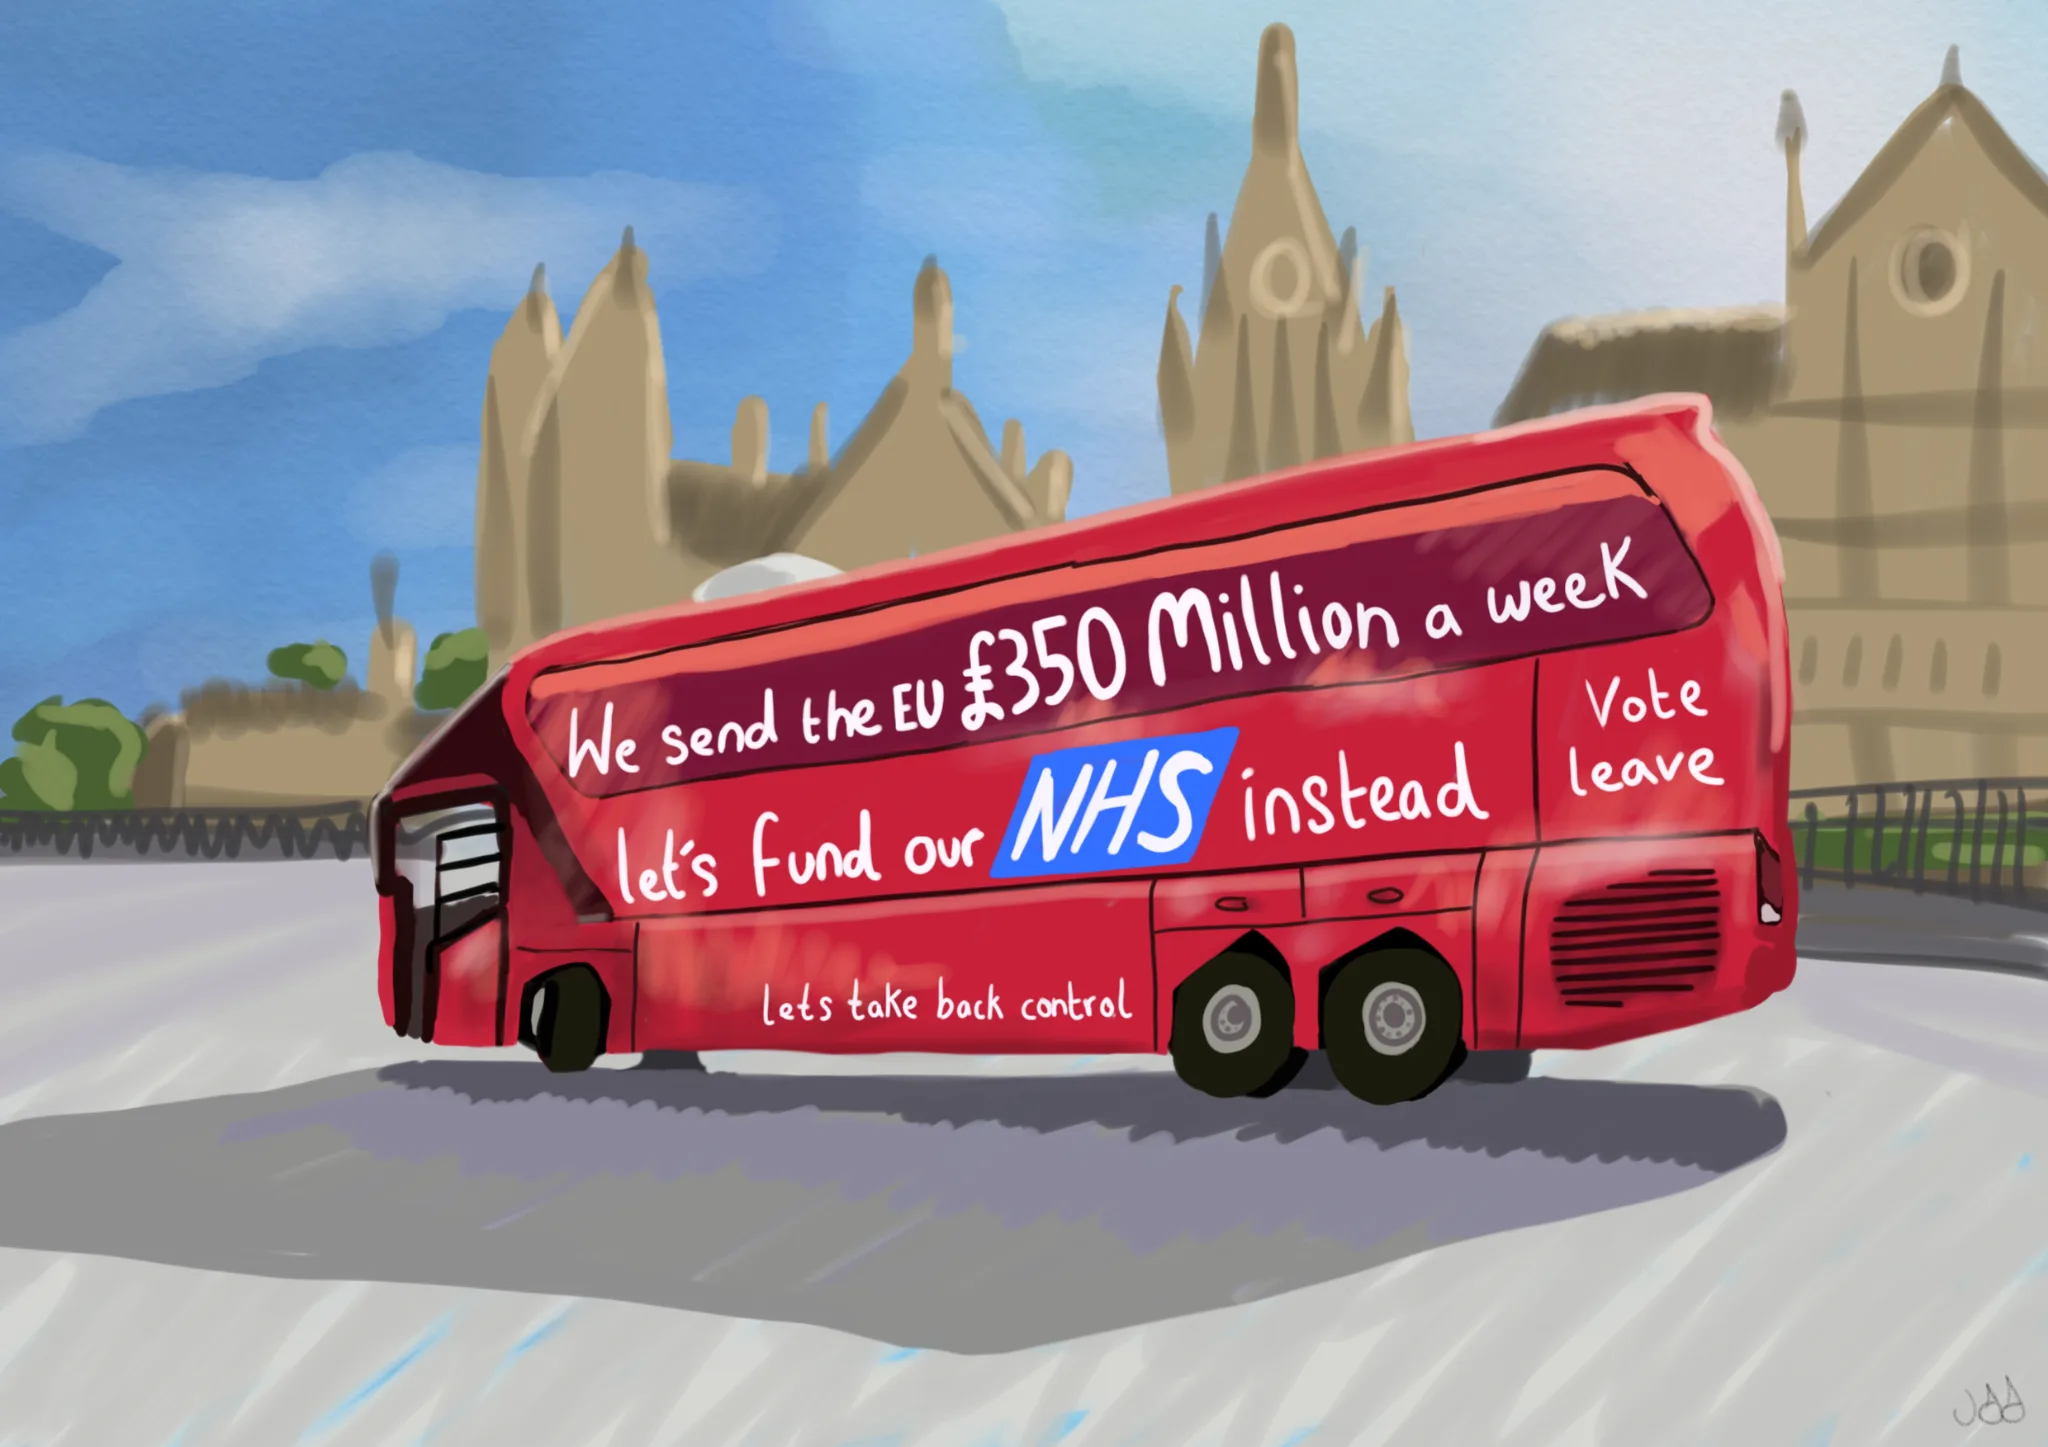 We send the EU £350 Million a week
let's fund our NHS instead
Vote
leave
Lets take back control